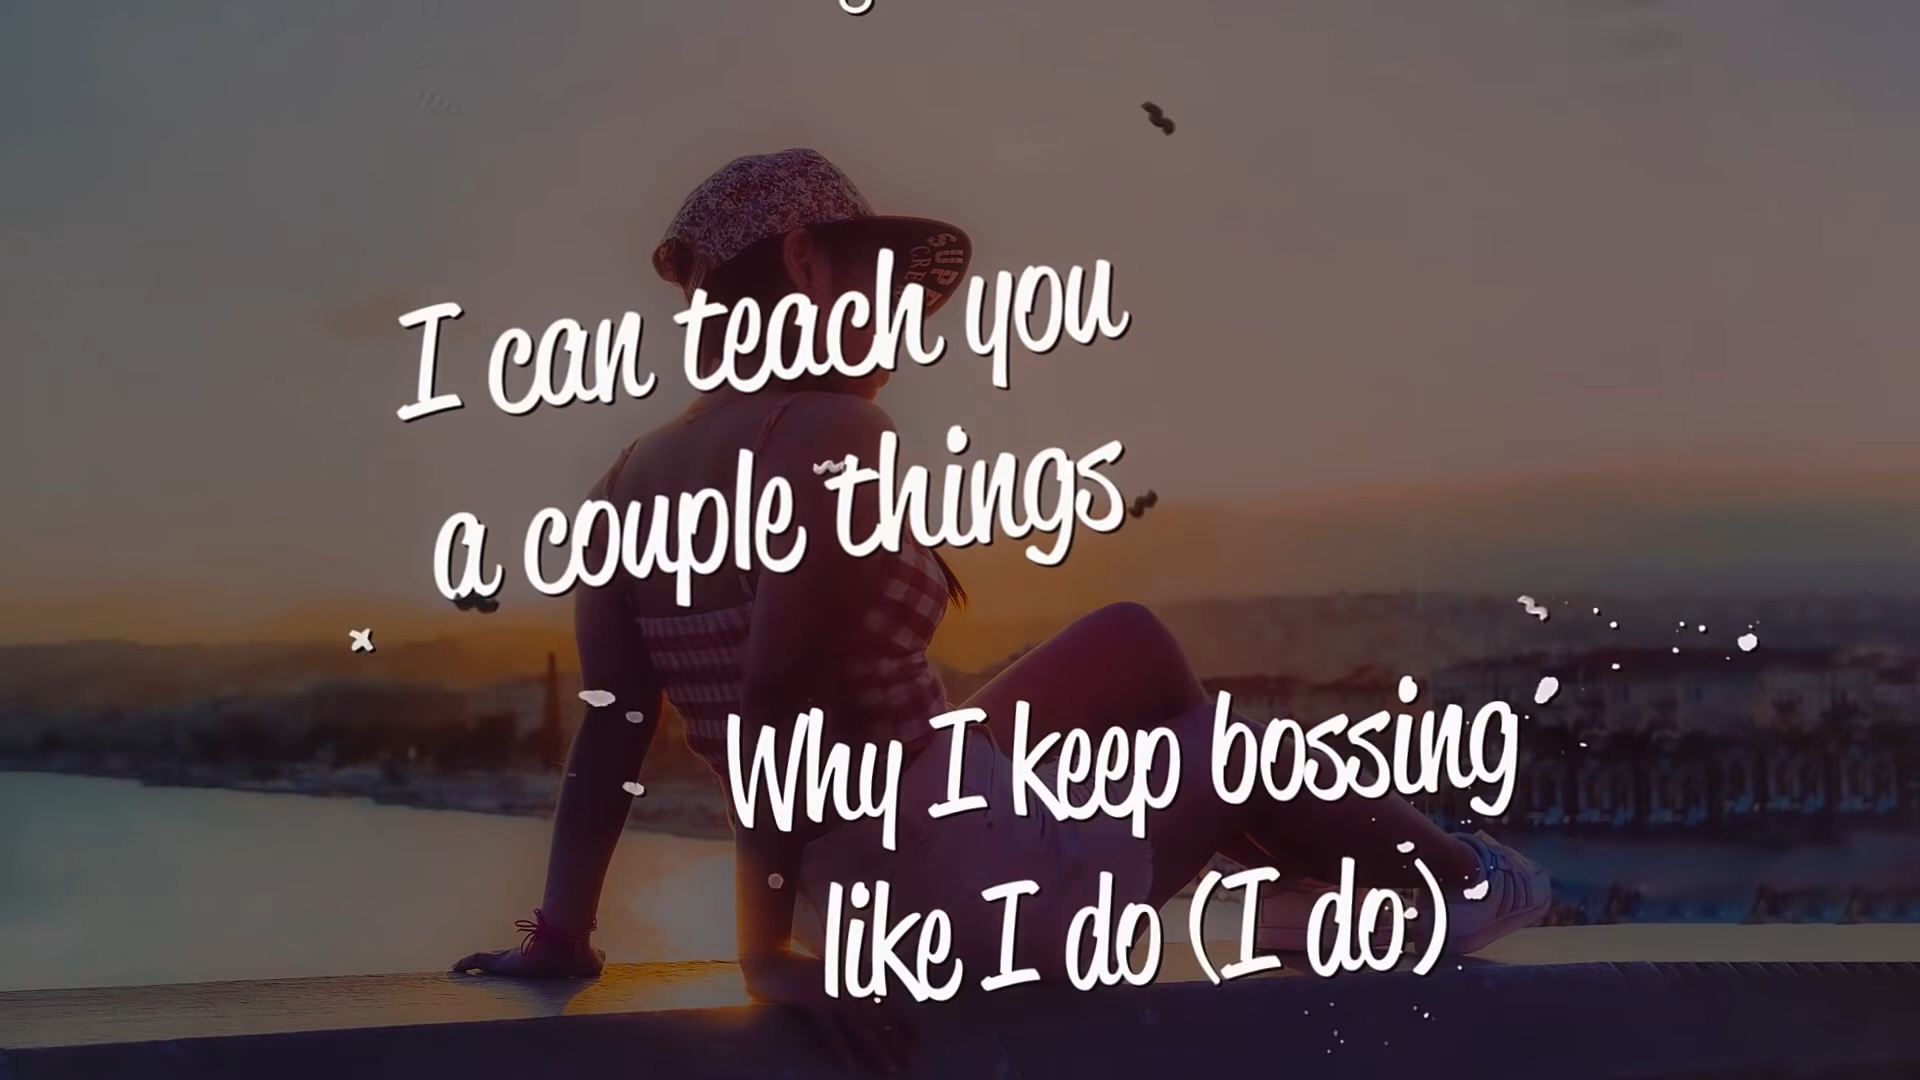 I can teach you
a couple things
Why I keep bossing
like I do (I do)